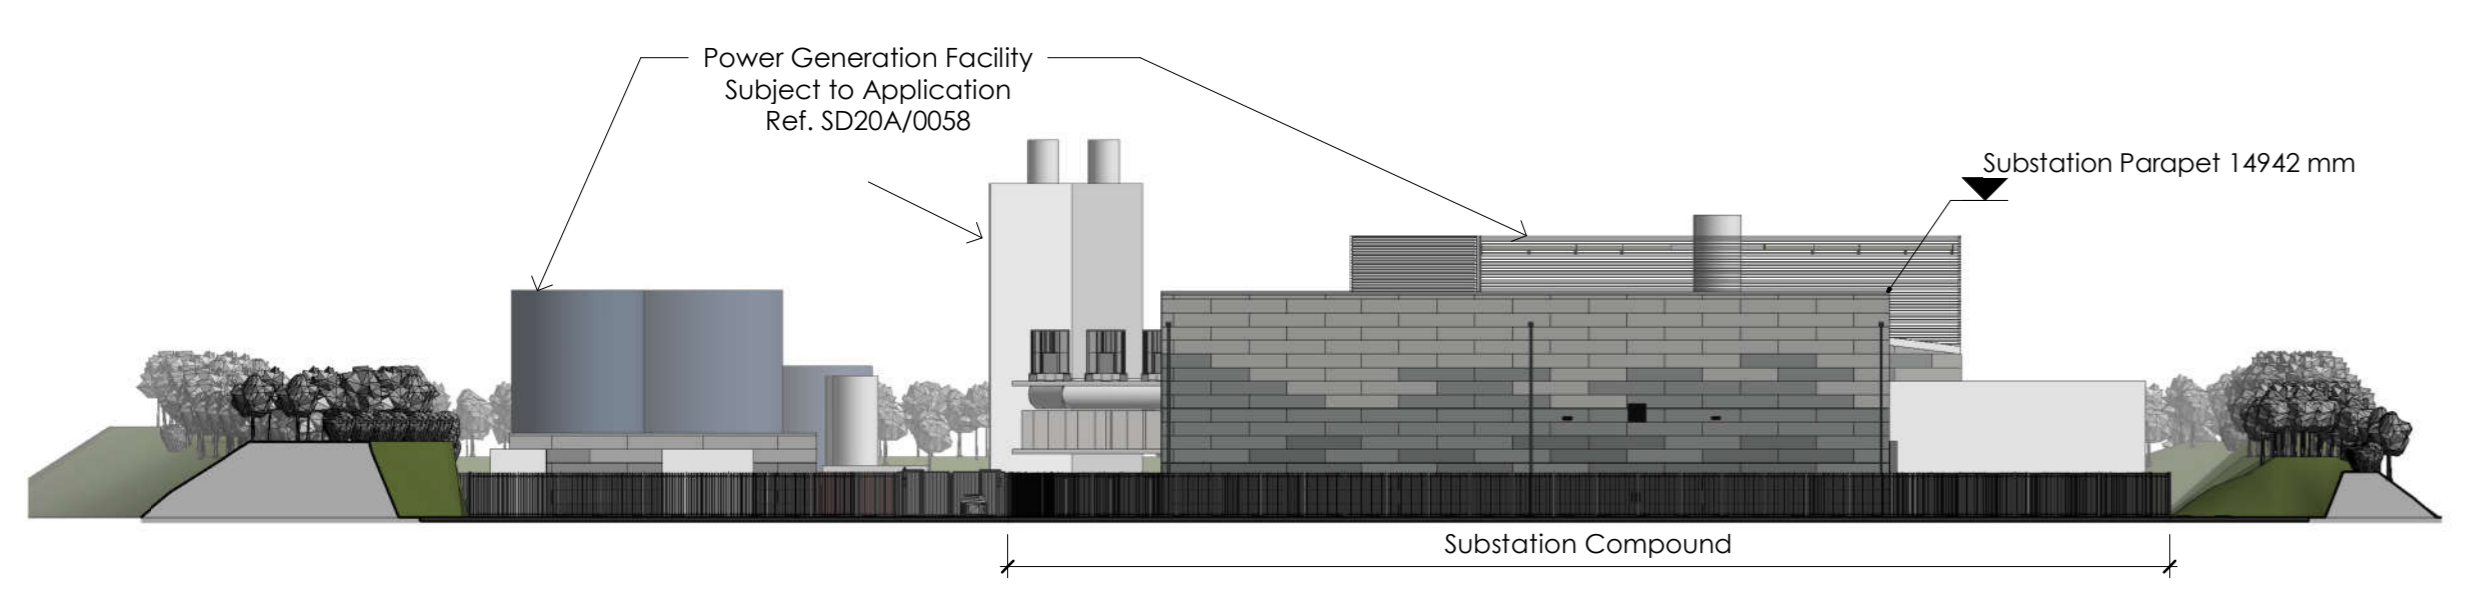 Power Generation Facility
Subject to Application
Ref. SD20A/0058
Substation Parapet 14942 mm
Substation Compound